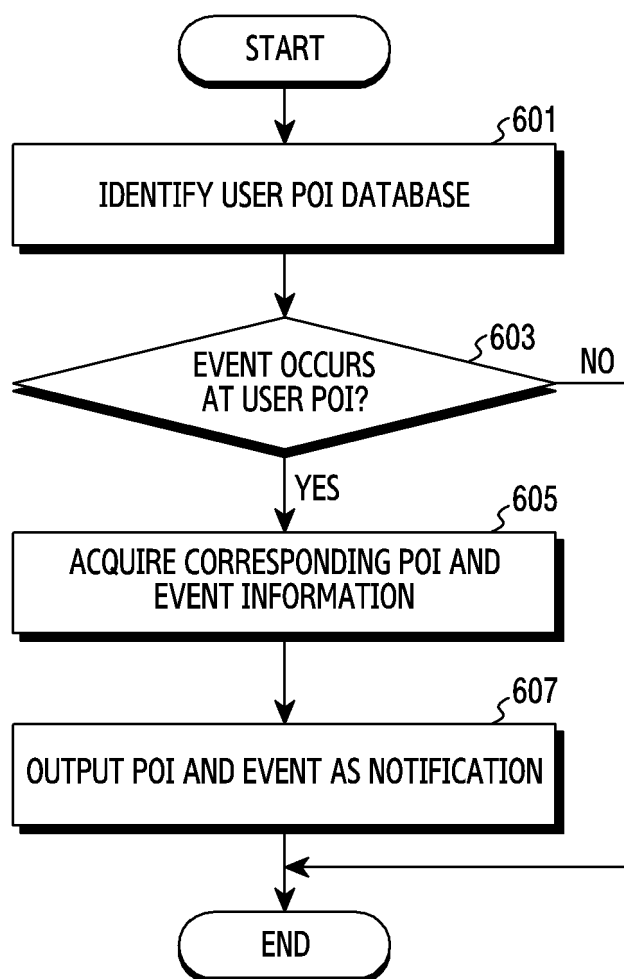 START
601
IDENTIFY USER POI DATABASE
603
EVENT OCCURS
AT USER POI?
NO
YES
605
ACQUIRE CORRESPONDING POI AND
EVENT INFORMATION
607
OUTPUT POI AND EVENT AS NOTIFICATION
END